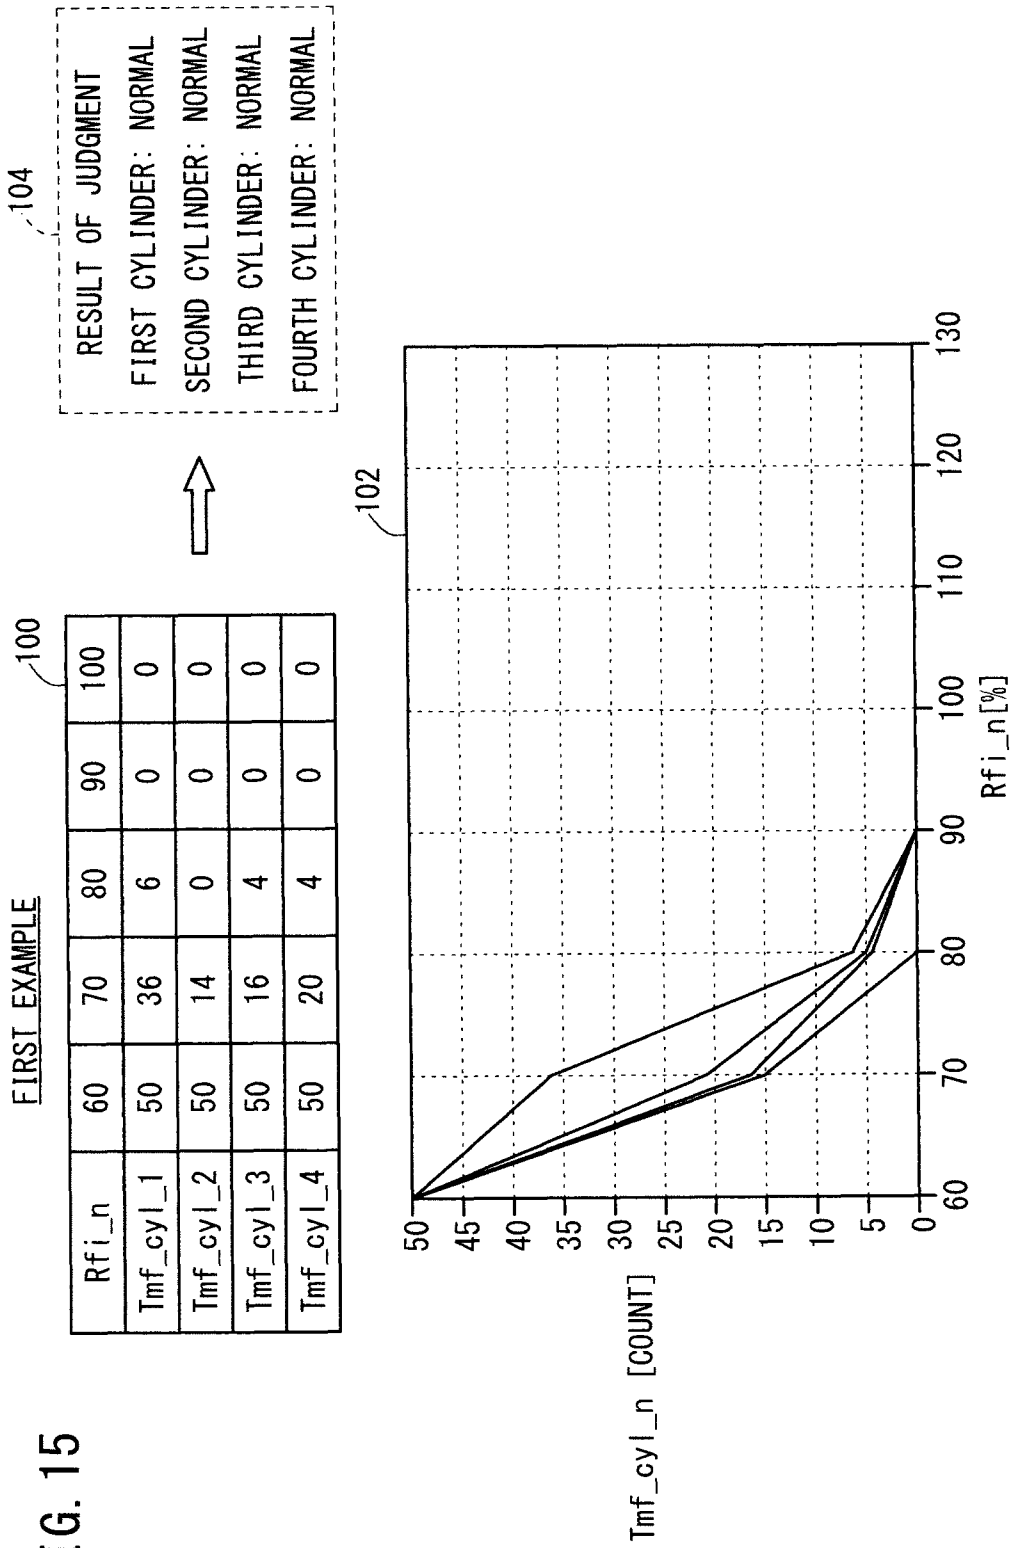 G. 15
FIRST EXAMPLE
100
Rfi_n 60 70 80 90 100
Tmf_cyl_1 50 36 6 0 0
Tmf_cyl_2 50 14 0 0 0
Tmf_cyl_3 50 16 4 0 0
Tmf_cyl_4 50 20 4 0 0
104
RESULT OF JUDGMENT
FIRST CYLINDER: NORMAL
SECOND CYLINDER: NORMAL
THIRD CYLINDER: NORMAL
FOURTH CYLINDER: NORMAL
102
Tmf_cyl_n [COUNT]
50
45
40
35
30
25
20
15
10
5
0
60 70 80 90 100 110 120 130
Rfi_n[%]